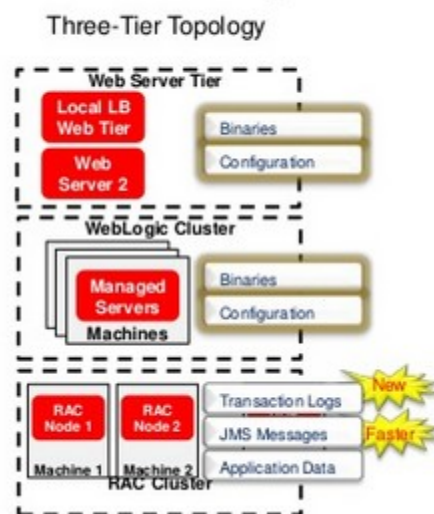 Three-Tier Topology
Web Server Tier
Local LB
Web Tier
Web
Server 2
Binaries
Configuration
WebLogic Cluster
Managed
Servers
Machines
Binaries
Configuration
RAC
Node 1
Machine 1
RAC
Node 2
Machine 2
RAC Cluster
Transaction Logs
New
JMS Messages
Faster
Application Data